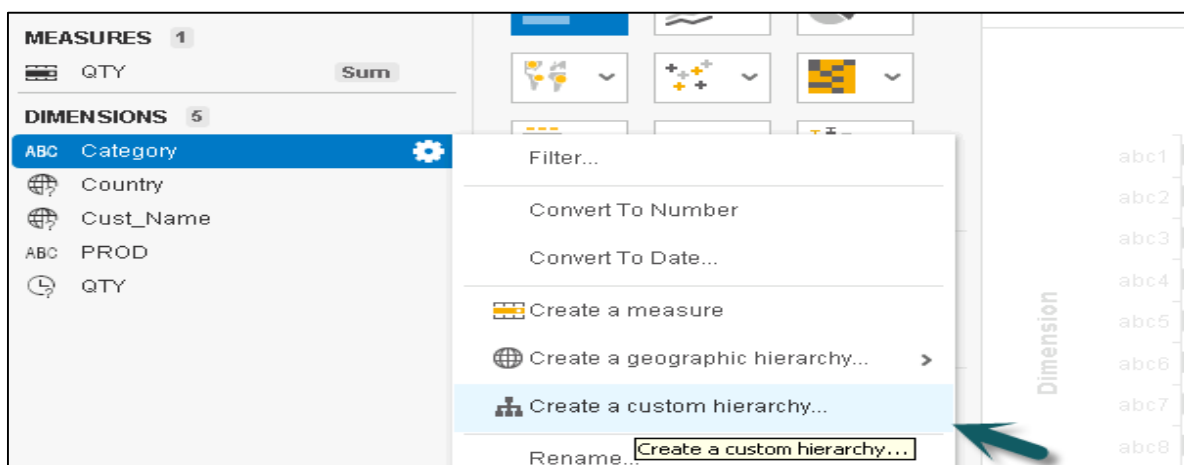 MEASURES 1
QTY Sum
DIMENSIONS 5
ABC Category
Country
Cust_Name
ABC PROD
QTY
Filter...
Convert To Number
Convert To Date...
Create a measure
Create a geographic hierarchy...
Create a custom hierarchy...
Rename...
Create a custom hierarchy...
Dimension
abc1
abc2
abc3
abc4
abc5
abc6
abc7
abc8